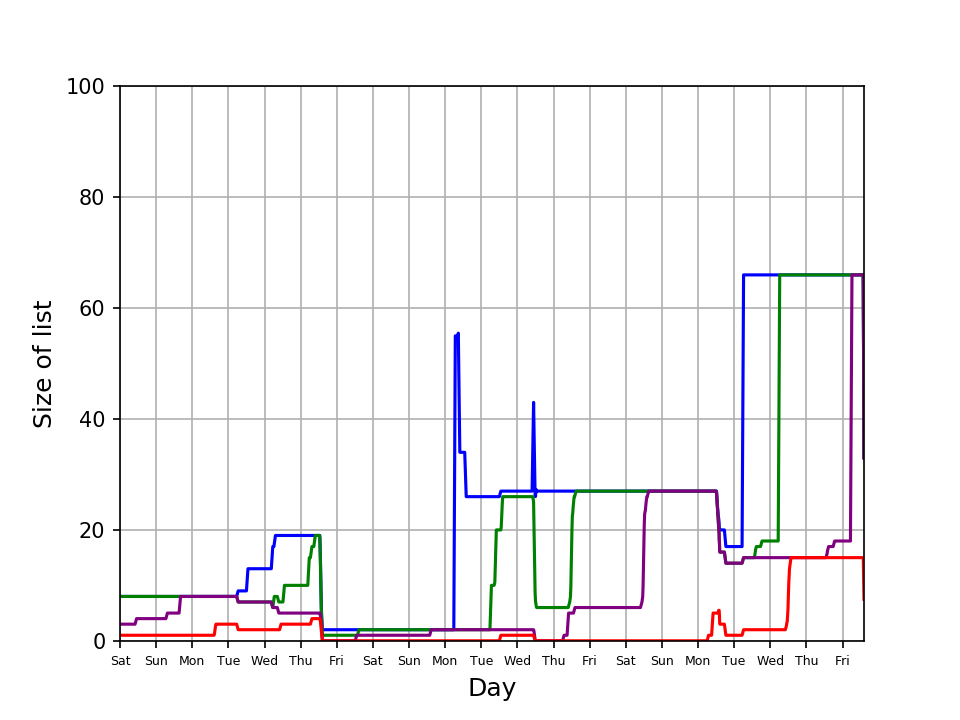 100
80
60
40
20
0
Size of list
Sat Sun Mon Tue Wed Thu Fri Sat Sun Mon Tue Wed Thu Fri Sat Sun Mon Tue Wed Thu Fri
Day